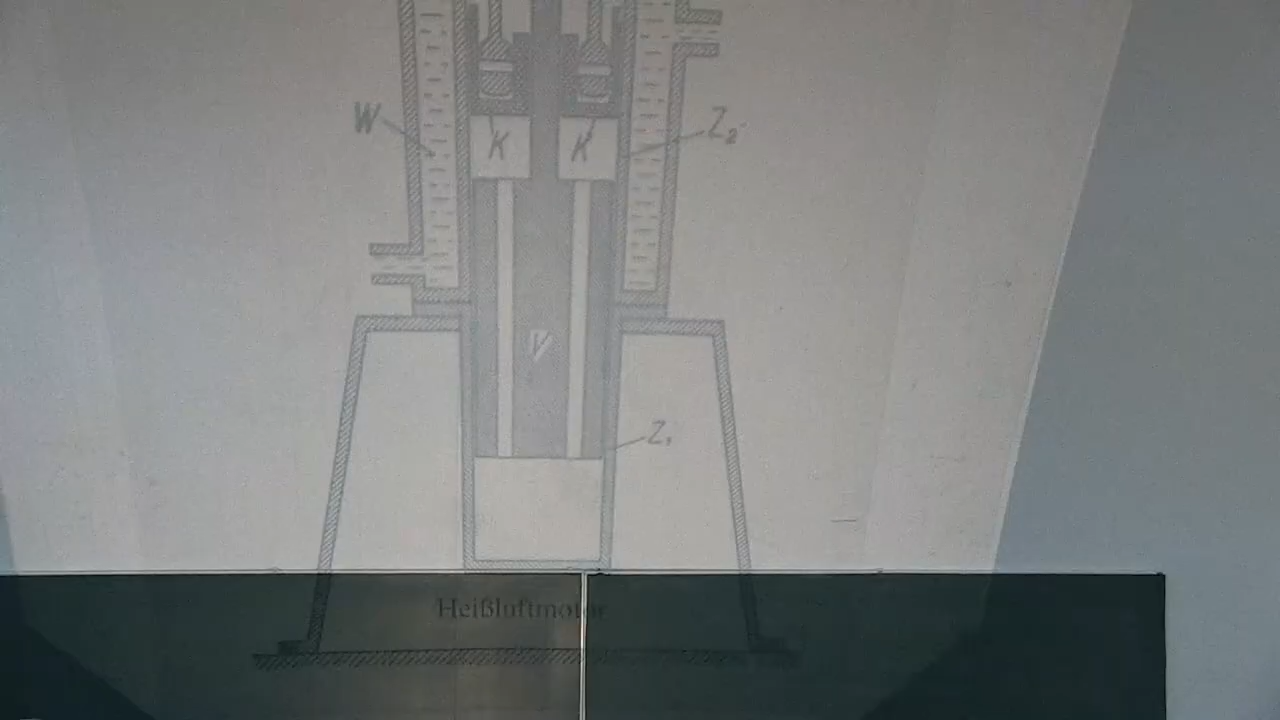 W
Z₂
K K
V
Z₁
Heißluftmotor